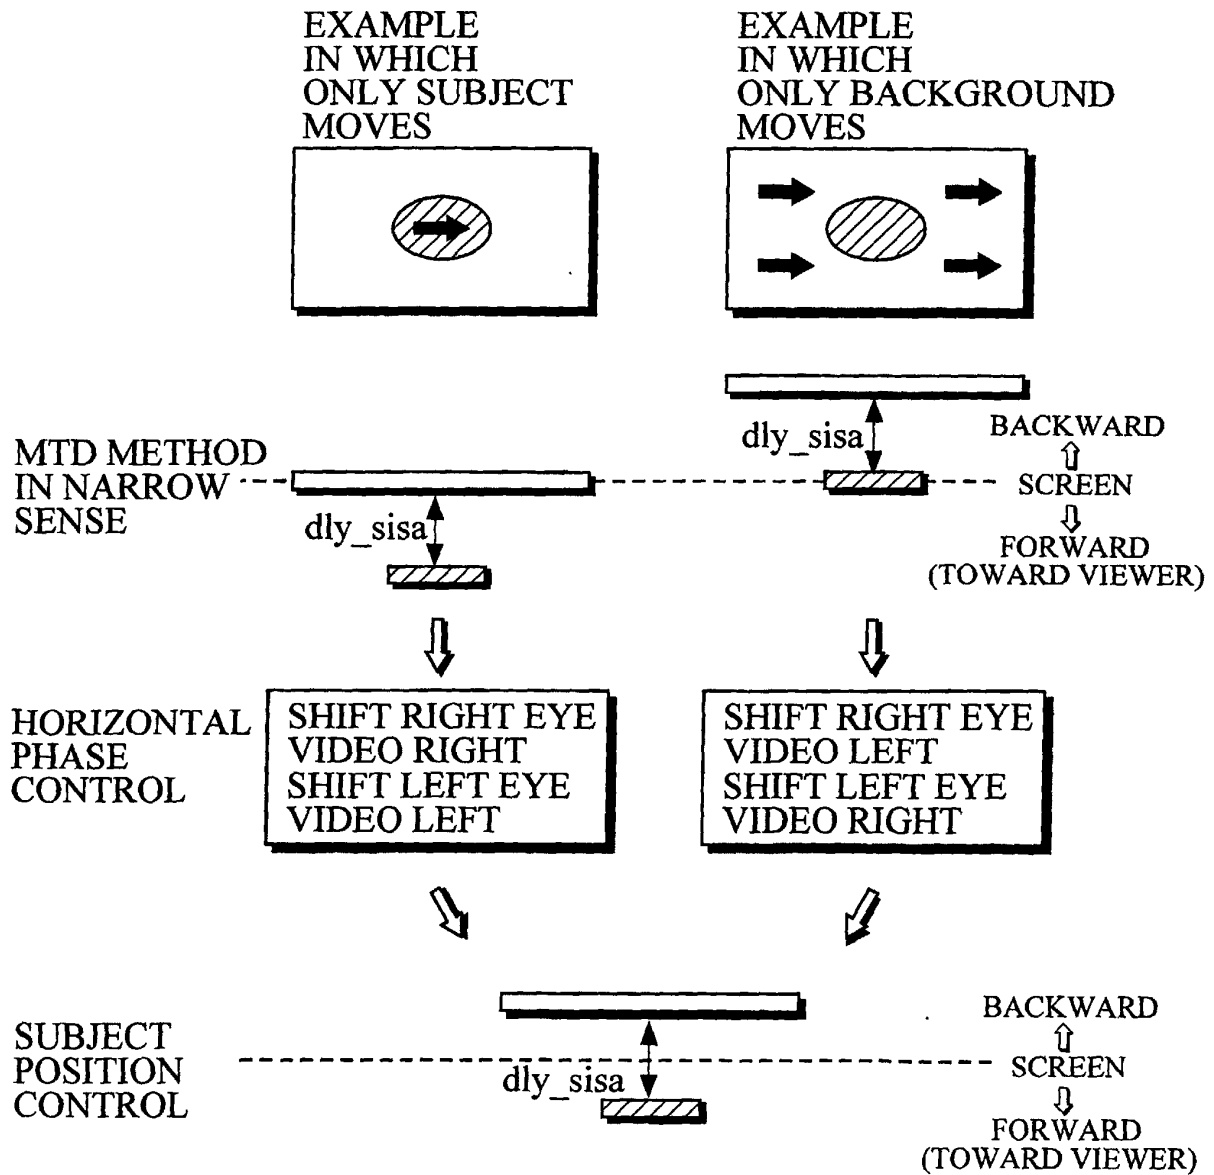 EXAMPLE
IN WHICH
ONLY SUBJECT
MOVES
EXAMPLE
IN WHICH
ONLY BACKGROUND
MOVES
MTD METHOD
IN NARROW
SENSE
dly_sisa
dly_sisa
BACKWARD
SCREEN
FORWARD
(TOWARD VIEWER)
HORIZONTAL
PHASE
CONTROL
SHIFT RIGHT EYE
VIDEO RIGHT
SHIFT LEFT EYE
VIDEO LEFT
SHIFT RIGHT EYE
VIDEO LEFT
SHIFT LEFT EYE
VIDEO RIGHT
SUBJECT
POSITION
CONTROL
dly_sisa
BACKWARD
SCREEN
FORWARD
(TOWARD VIEWER)